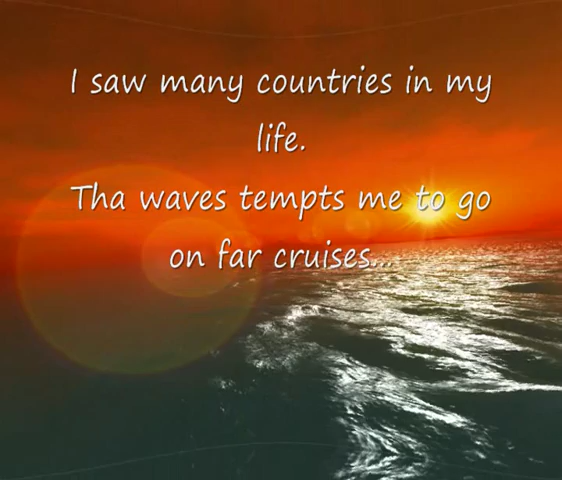 I saw many countries in my
life.
Tha waves tempts me to go
on far cruises...